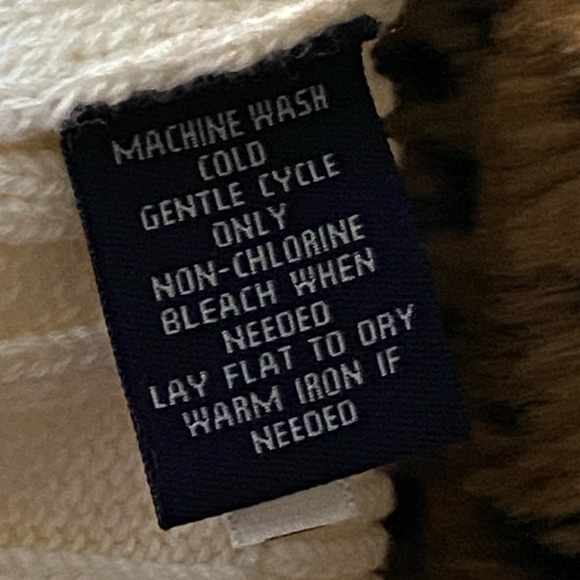 MACHINE WASH
COLD
GENTLE CYCLE
ONLY
NON-CHLORINE
BLEACH WHEN
NEEDED
LAY FLAT TO DRY
WARM IRON IF
NEEDED